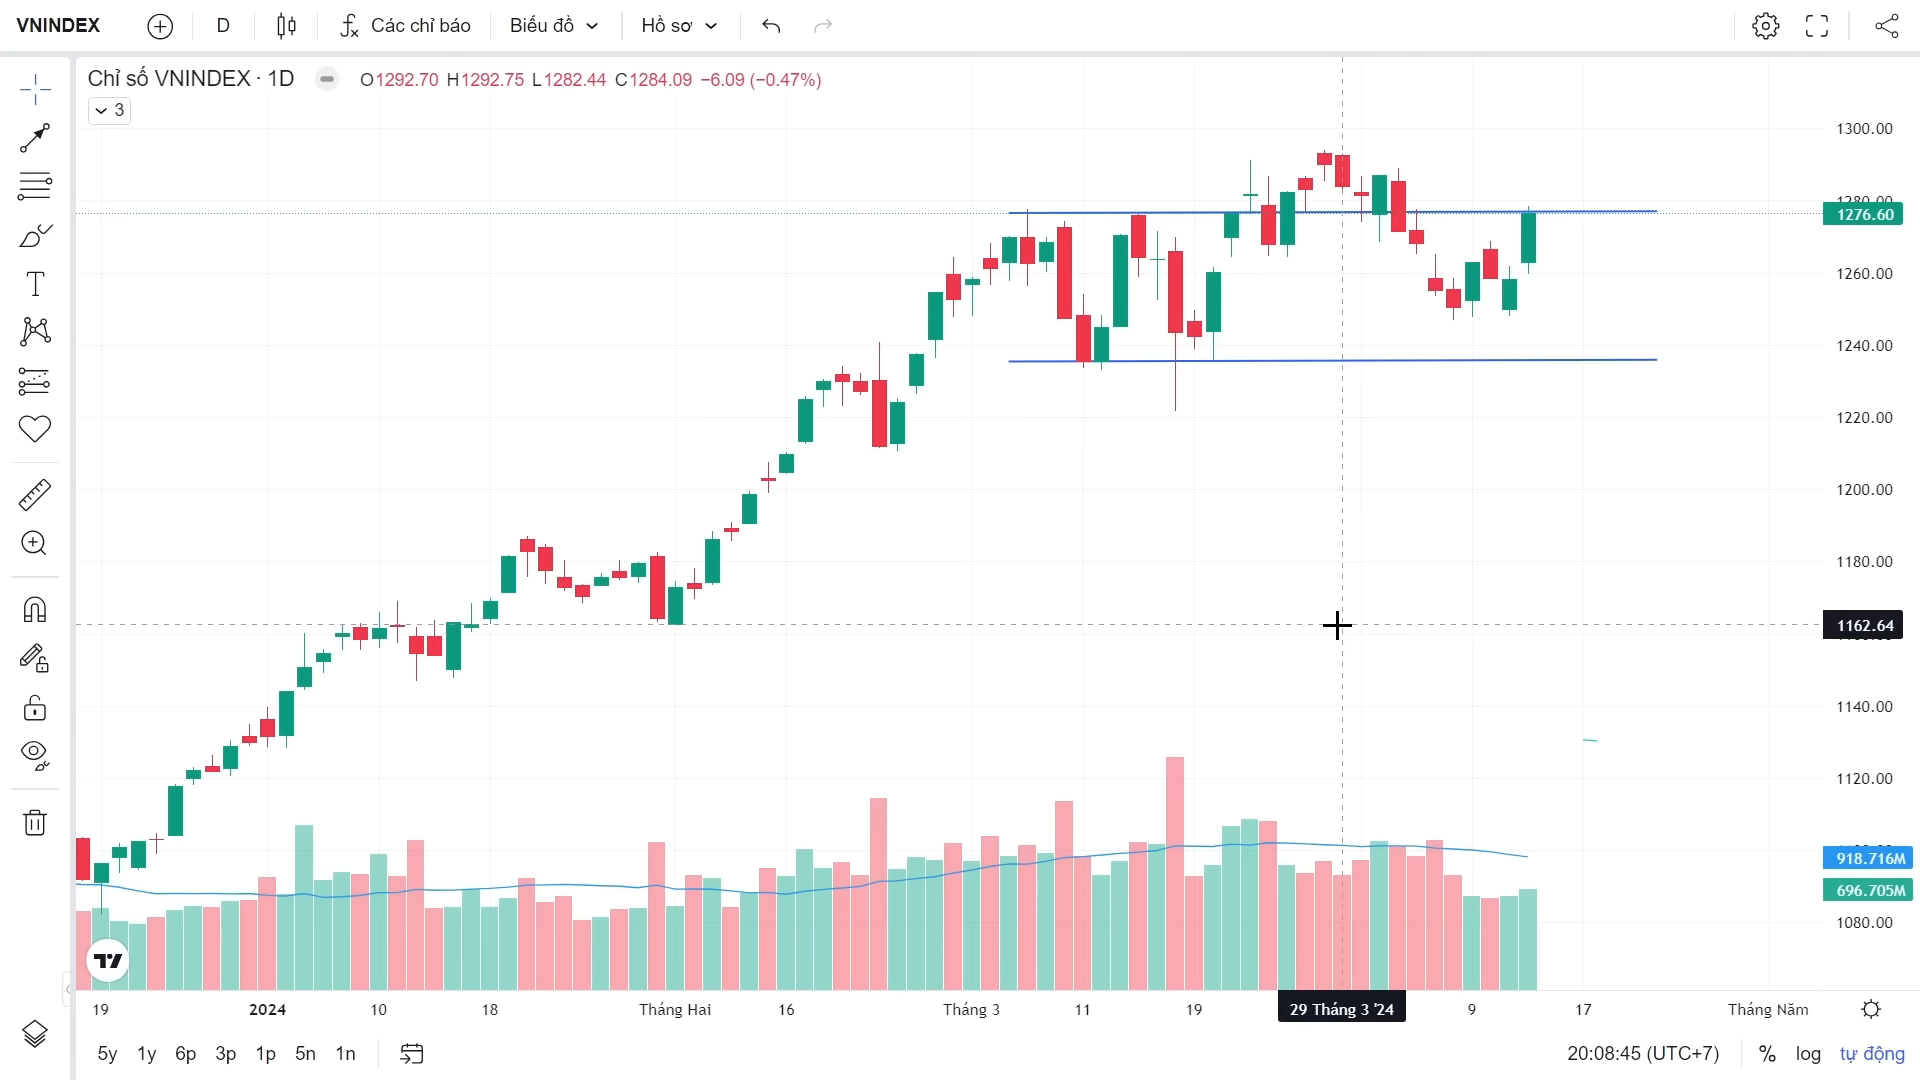 VNINDEX D Các chỉ báo Biểu đồ Hồ sơ
Chỉ số VNINDEX · 1D O1292.70 H1292.75 L1282.44 C1284.09 −6.09 (−0.47%)
3
1300.00
1276.60
1260.00
1240.00
1220.00
1200.00
1180.00
1162.64
1140.00
1120.00
918.716M
696.705M
1080.00
19 2024 10 18 Tháng Hai 16 Tháng 3 11 19 29 Tháng 3 '24 9 17 Tháng Năm
5y 1y 6p 3p 1p 5n 1n 20:08:45 (UTC+7) % log tự động